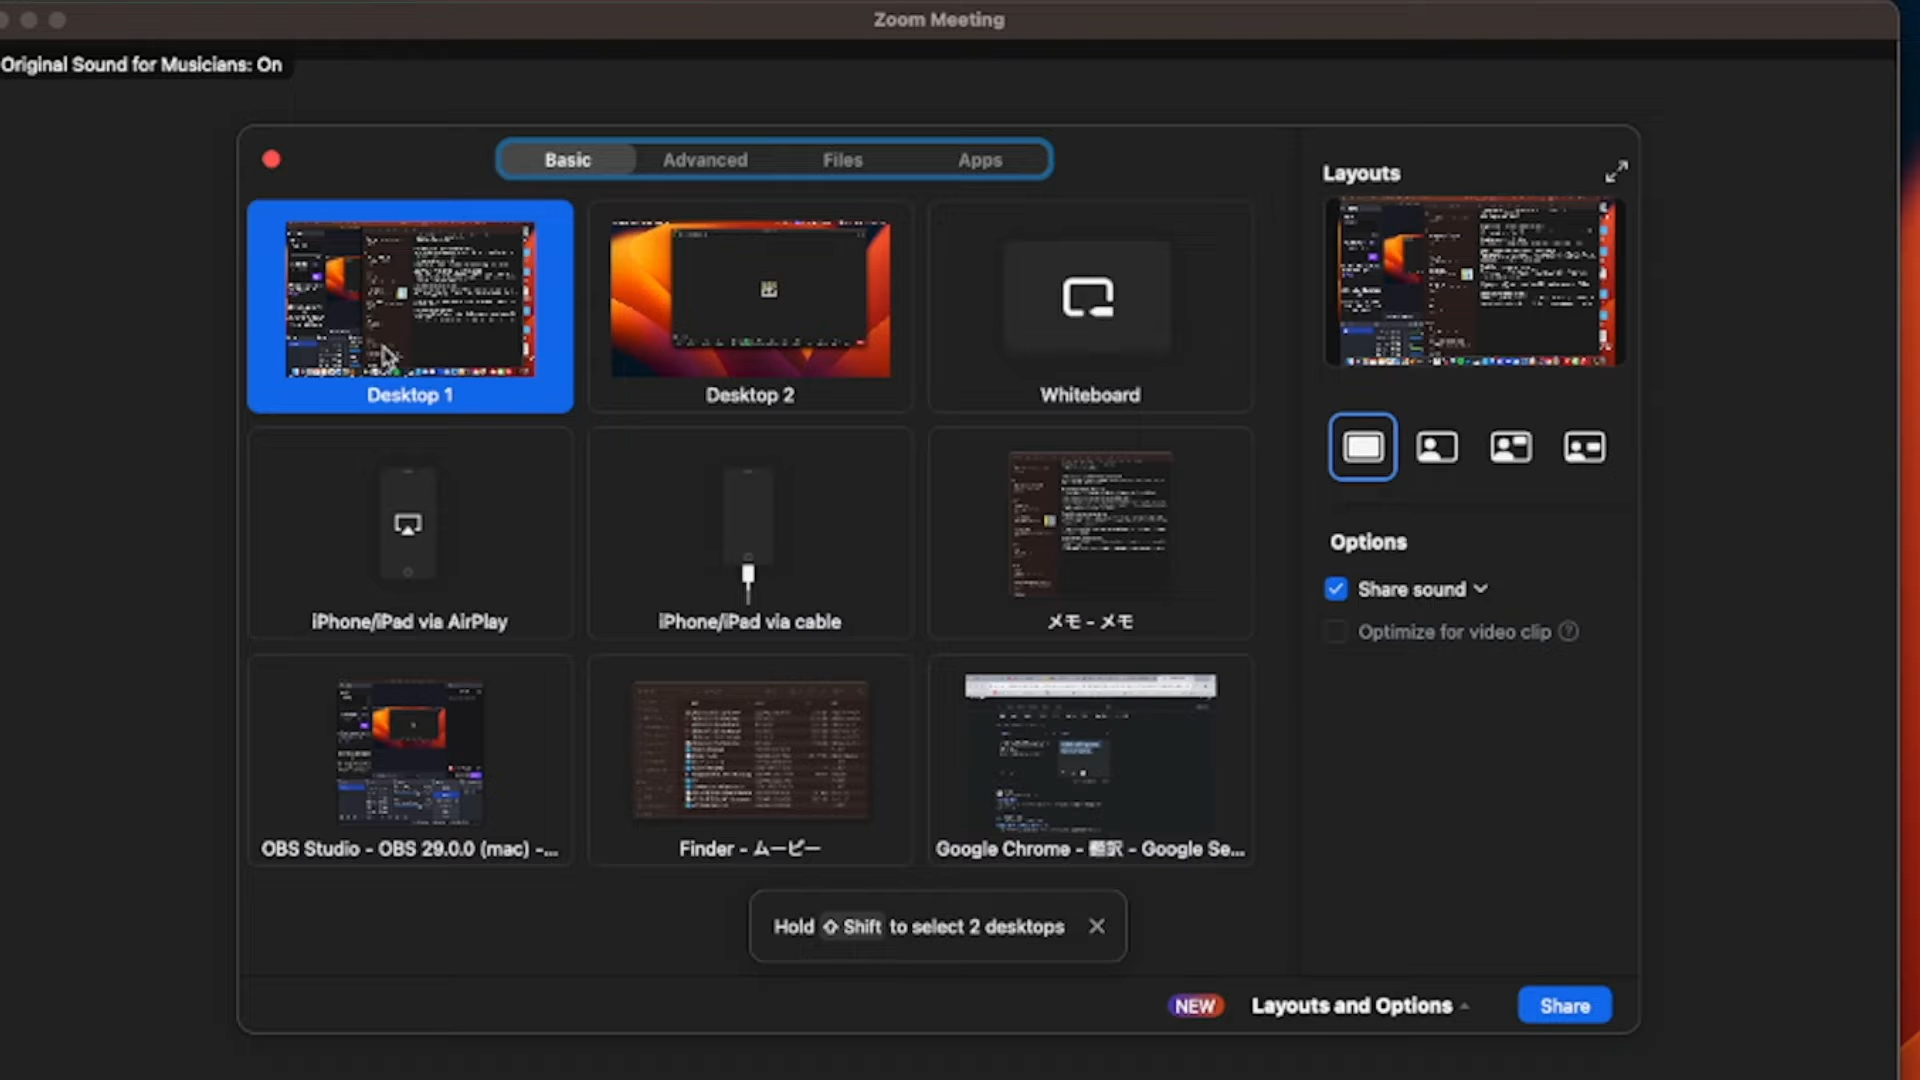 Zoom Meeting
Original Sound for Musicians: On
Basic
Advanced
Files
Apps
Layouts
Desktop 1
Desktop 2
Whiteboard
iPhone/iPad via AirPlay
iPhone/iPad via cable
メモ - メモ
Options
Share sound
Optimize for video clip ?
OBS Studio - OBS 29.0.0 (mac) -...
Finder - ムービー
Google Chrome - 翻訳 - Google Se...
Hold ⇧ Shift to select 2 desktops
NEW
Layouts and Options
Share